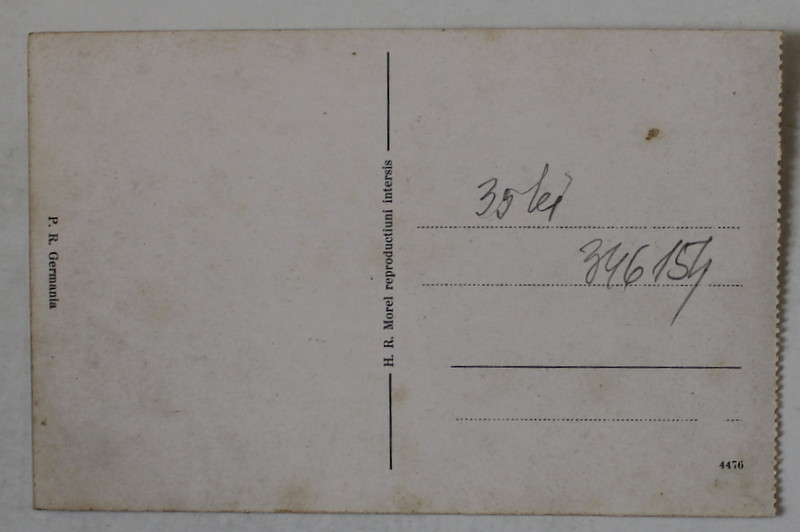 P. R. Germania
H. R. Morel reproductiuni intersis
35 lei
346154
4476